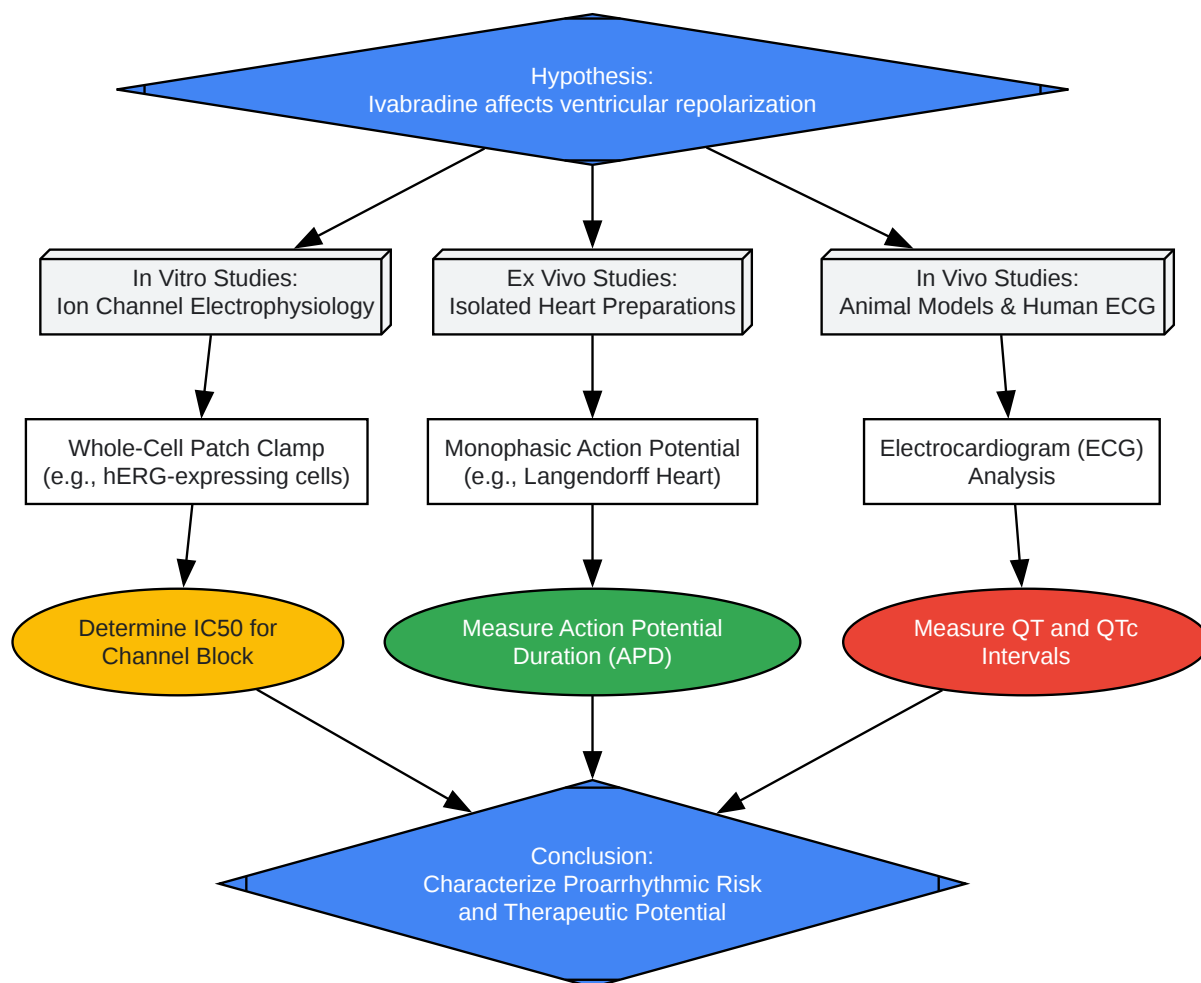 Hypothesis:
Ivabradine affects ventricular repolarization
In Vitro Studies:
Ion Channel Electrophysiology
Ex Vivo Studies:
Isolated Heart Preparations
In Vivo Studies:
Animal Models & Human ECG
Whole-Cell Patch Clamp
(e.g., hERG-expressing cells)
Monophasic Action Potential
(e.g., Langendorff Heart)
Electrocardiogram (ECG)
Analysis
Determine IC50 for
Channel Block
Measure Action Potential
Duration (APD)
Measure QT and QTc
Intervals
Conclusion:
Characterize Proarrhythmic Risk
and Therapeutic Potential